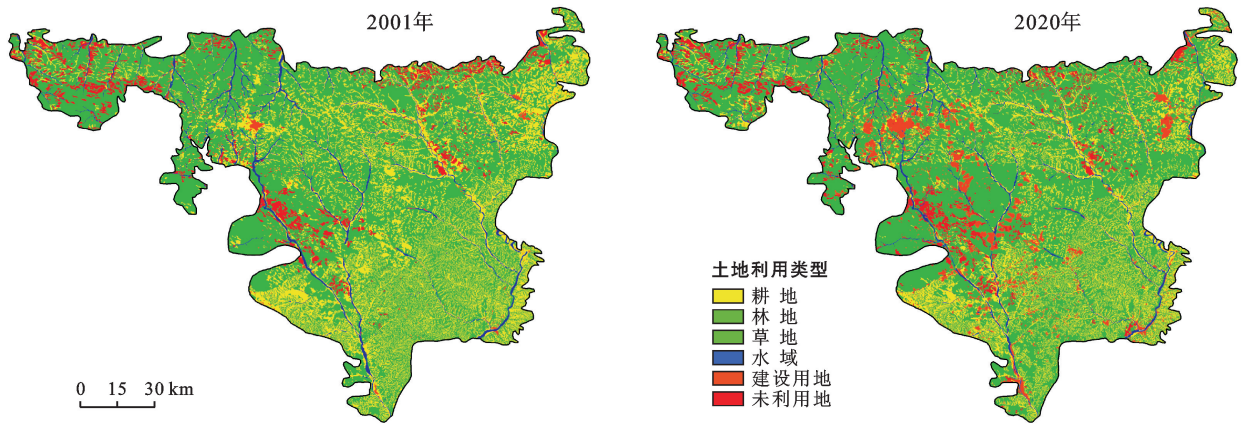 2001年
2020年
土地利用类型
耕 地
林 地
草 地
水 域
建设用地
未利用地
0 15 30 km